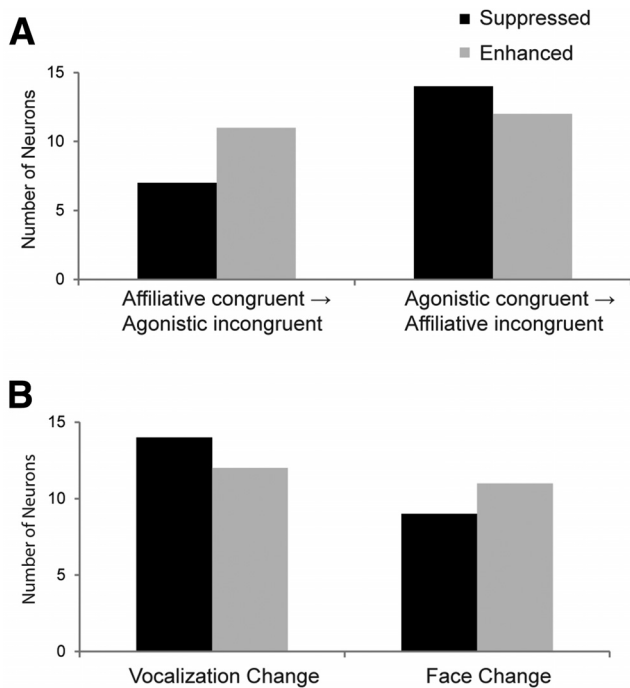 A
Suppressed
Enhanced
Number of Neurons
15
10
5
0
Affiliative congruent →
Agonistic incongruent
Agonistic congruent →
Affiliative incongruent
B
Number of Neurons
15
10
5
0
Vocalization Change
Face Change